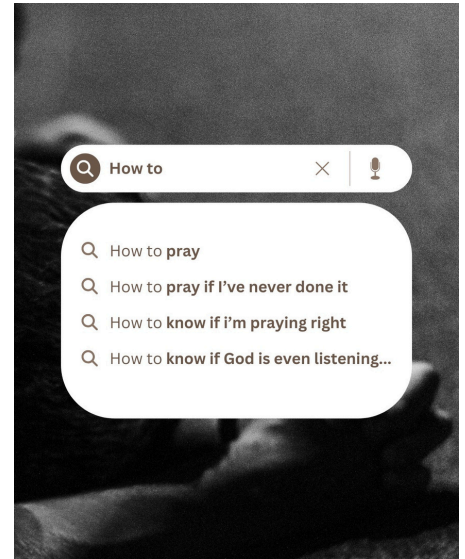 How to
How to pray
How to pray if I've never done it
How to know if i'm praying right
How to know if God is even listening...